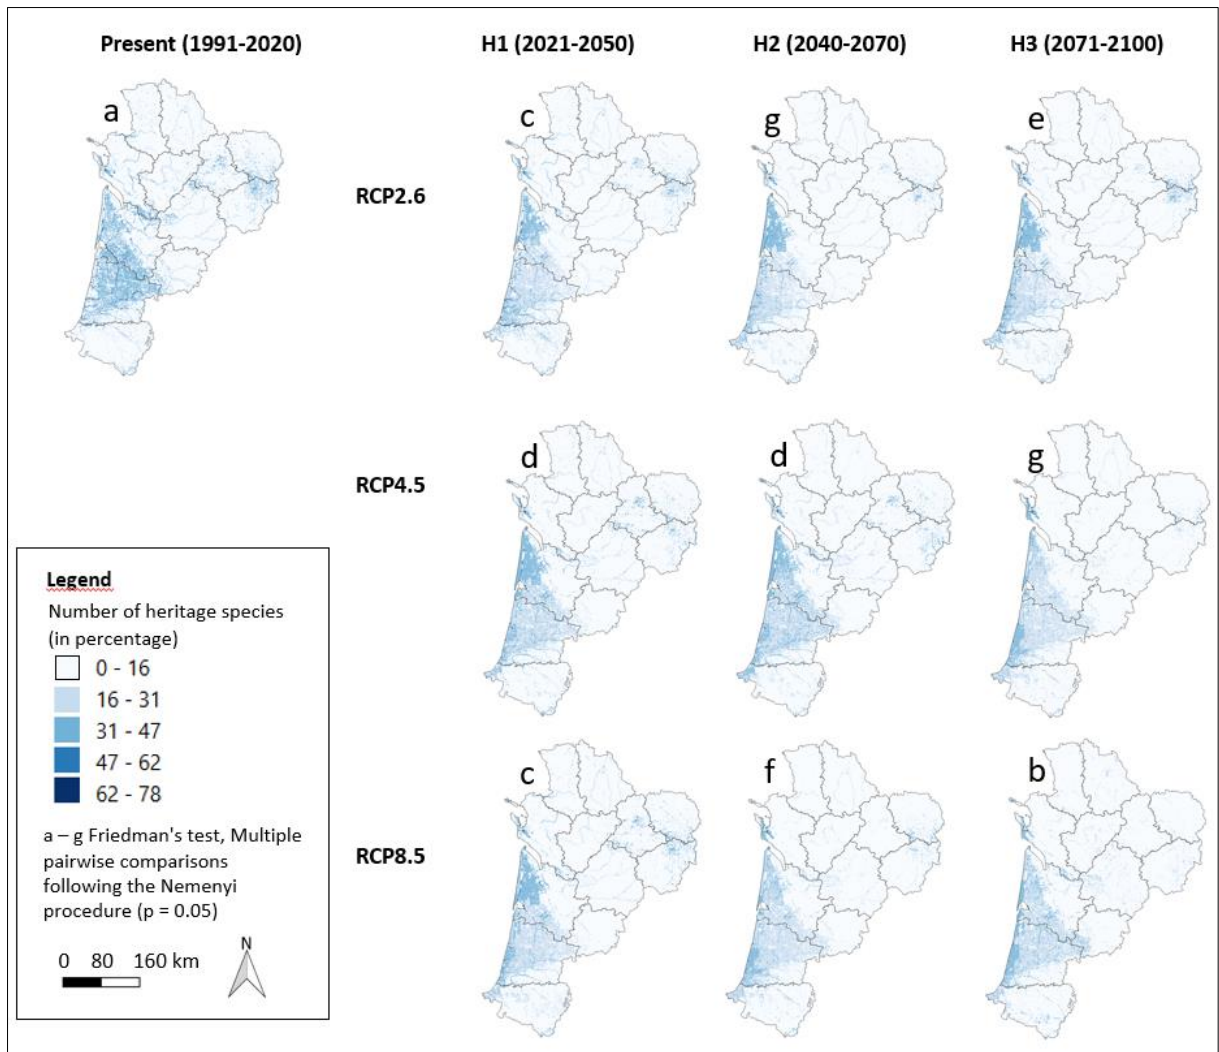 Present (1991-2020)
H1 (2021-2050)
H2 (2040-2070)
H3 (2071-2100)
a
c
g
e
RCP2.6
d
d
g
RCP4.5
c
f
b
RCP8.5
Legend
Number of heritage species
(in percentage)
0 - 16
16 - 31
31 - 47
47 - 62
62 - 78
a – g Friedman's test, Multiple
pairwise comparisons
following the Nemenyi
procedure (p = 0.05)
N
0 80 160 km